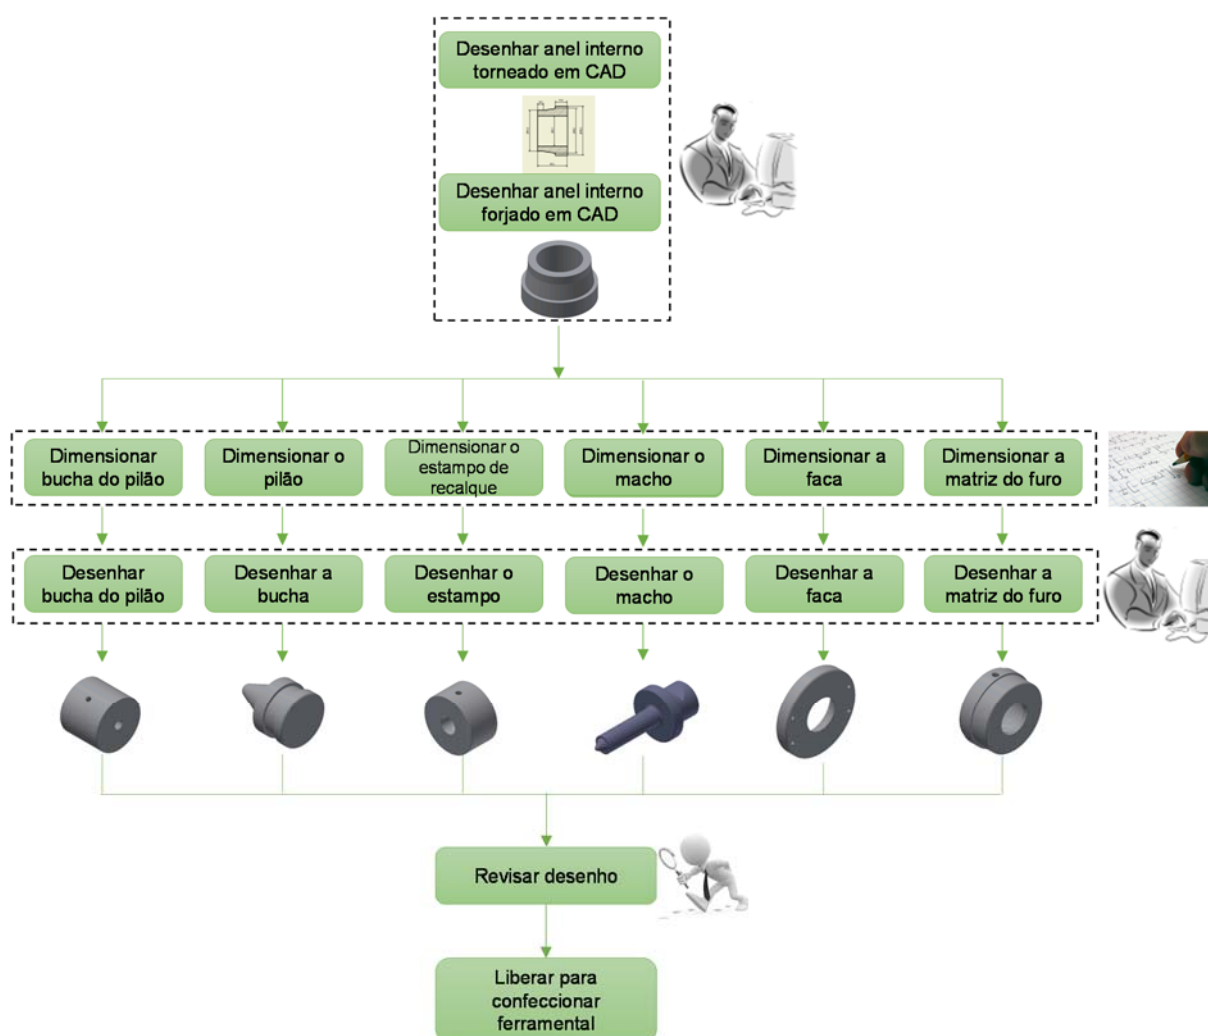 Desenhar anel interno
torneado em CAD
Desenhar anel interno
forjado em CAD
Dimensionar
bucha do pilão
Dimensionar o
pilão
Dimensionar o
estampo de
recalque
Dimensionar o
macho
Dimensionar a
faca
Dimensionar a
matriz do furo
Desenhar
bucha do pilão
Desenhar a
bucha
Desenhar o
estampo
Desenhar o
macho
Desenhar a
faca
Desenhar a
matriz do furo
Revisar desenho
Liberar para
confeccionar
ferramental